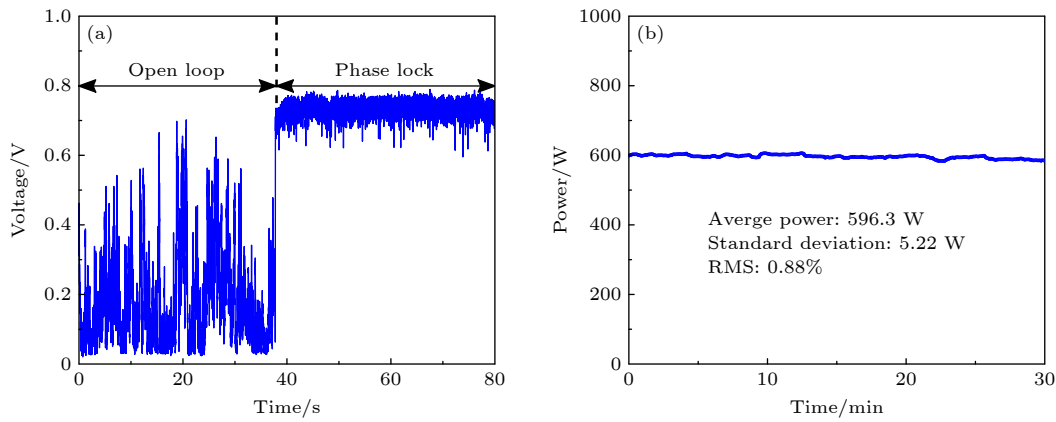 (a)
Open loop
Phase lock
1.0
0.8
0.6
0.4
0.2
0
Voltage/V
0
20
40
60
80
Time/s
(b)
1000
800
600
400
200
0
Power/W
Averge power: 596.3 W
Standard deviation: 5.22 W
RMS: 0.88%
0
10
20
30
Time/min